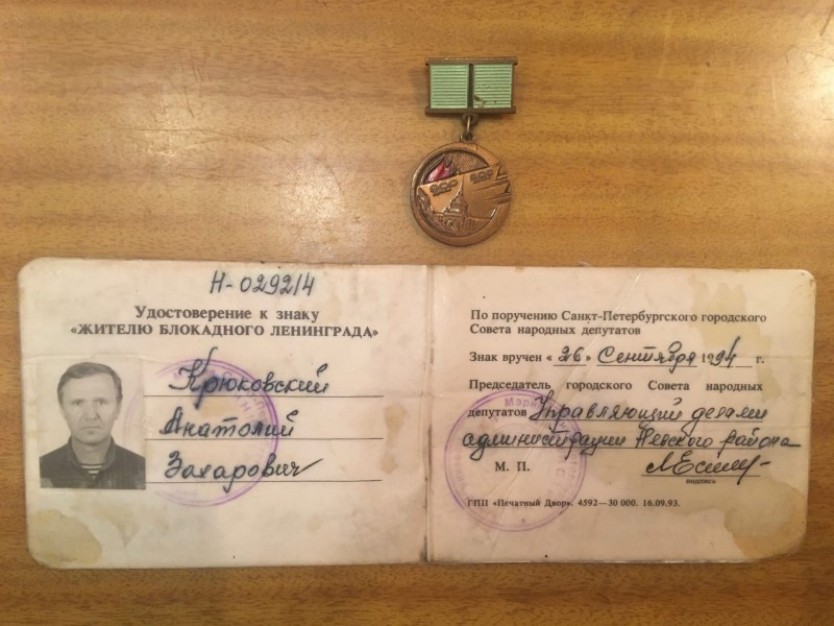 900
900
Н-029214
Удостоверение к знаку
«ЖИТЕЛЮ БЛОКАДНОГО ЛЕНИНГРАДА»
Крюковский
Анатолий
Захарович
По поручению Санкт-Петербургского городского
Совета народных депутатов
Знак вручен « 26 » Сентября 1994 г.
Председатель городского Совета народных
депутатов Управляющий делами
администрации Невского района
М. П.
подпись
ГПП «Печатный Двор». 4592—30 000. 16.09.93.